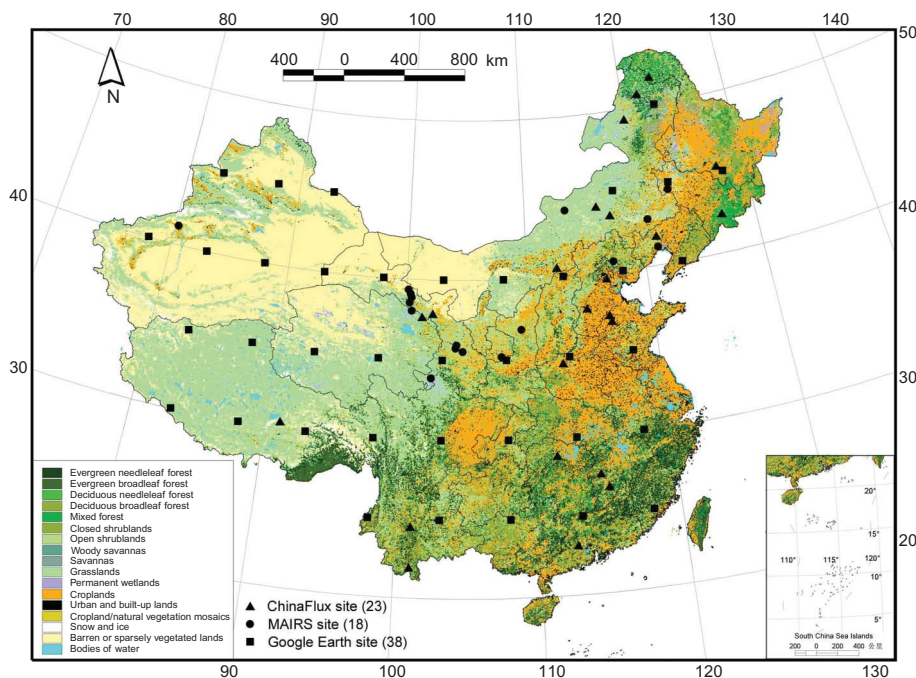 70 80 90 100 110 120 130 140
50
400 0 400 800 km
N
40
40
30
30
20
Evergreen needleleaf forest
Evergreen broadleaf forest
Deciduous needleleaf forest
Deciduous broadleaf forest
Mixed forest
Closed shrublands
Open shrublands
Woody savannas
Savannas
Grasslands
Permanent wetlands
Croplands
Urban and built-up lands
Cropland/natural vegetation mosaics
Snow and ice
Barren or sparsely vegetated lands
Bodies of water
ChinaFlux site (23)
MAIRS site (18)
Google Earth site (38)
20°
15°
110° 115° 120°
10°
5°
South China Sea Islands
200 0 200 400 公里
90 100 110 120 130